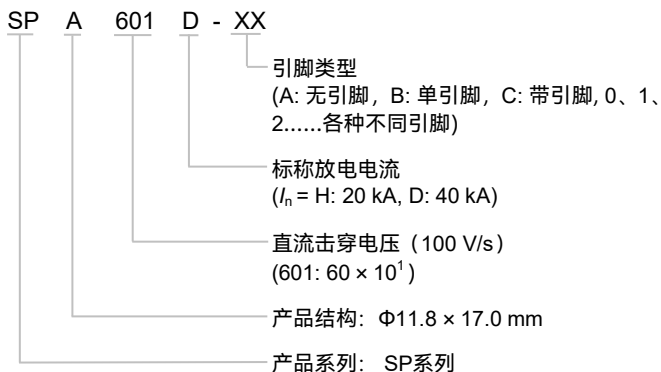 SP A 601 D - XX
引脚类型
(A: 无引脚，B: 单引脚，C: 带引脚, 0、1、
2......各种不同引脚)
标称放电电流
(Iₙ = H: 20 kA, D: 40 kA)
直流击穿电压（100 V/s）
(601: 60 × 10¹ )
产品结构: Φ11.8 × 17.0 mm
产品系列: SP系列